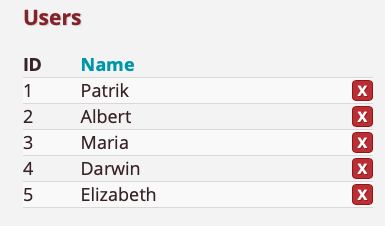 Users
ID Name
1 Patrik X
2 Albert X
3 Maria X
4 Darwin X
5 Elizabeth X